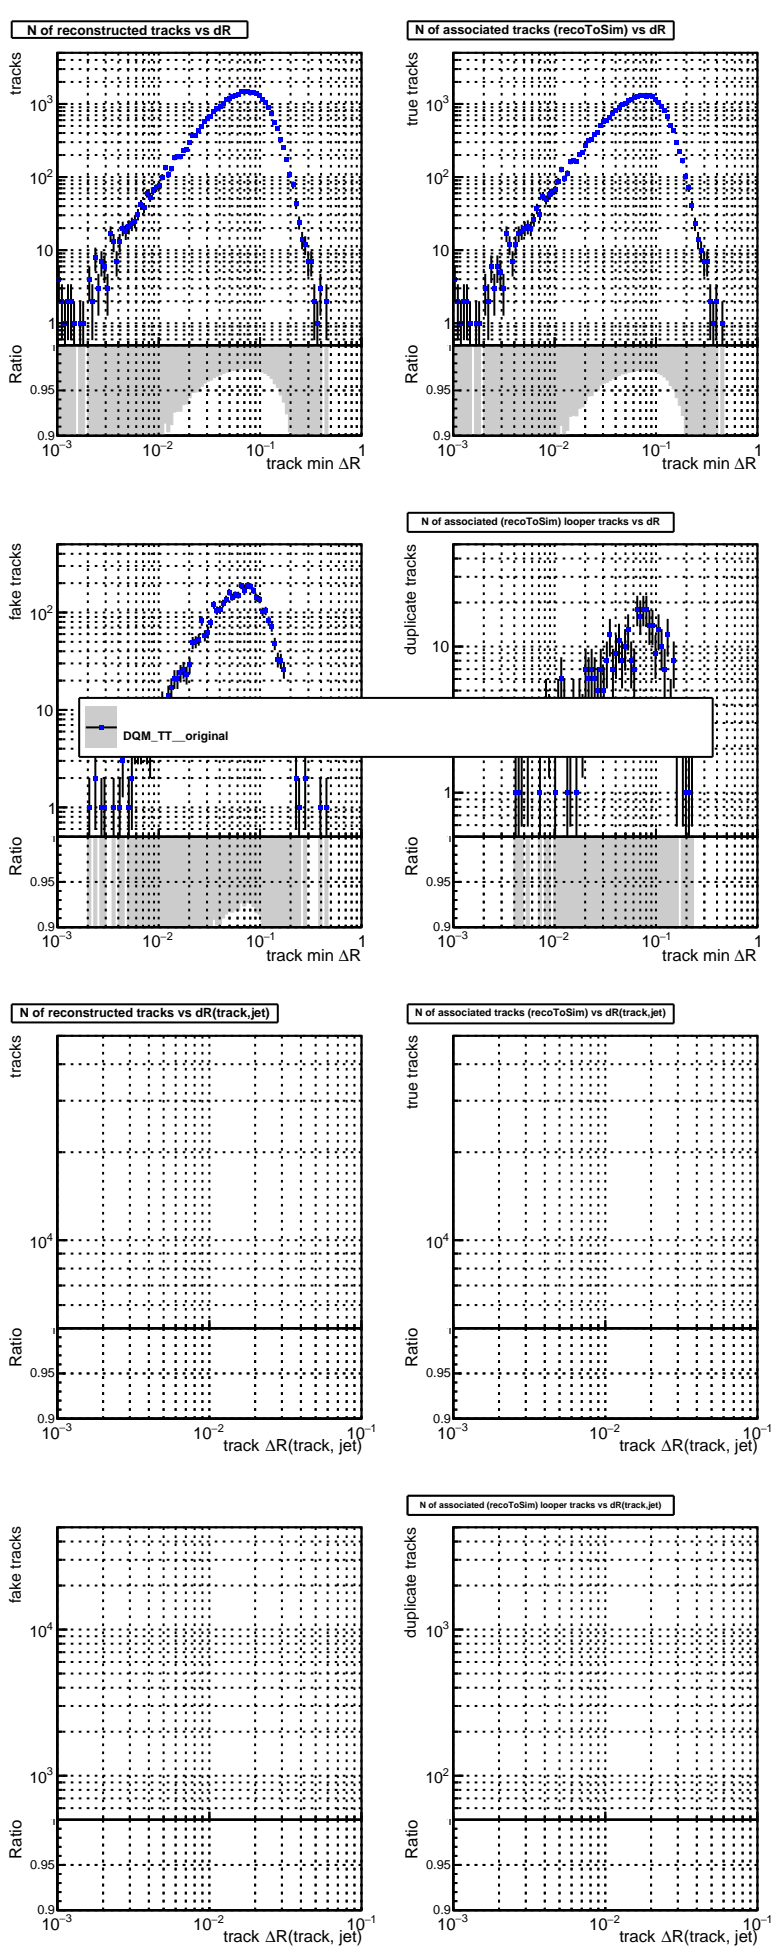 N of reconstructed tracks vs dR
tracks
10³
10²
10
1
Ratio
1
0.95
0.9
10⁻³
10⁻²
10⁻¹
1
track min ΔR
N of associated tracks (recoToSim) vs dR
true tracks
10³
10²
10
1
Ratio
1
0.95
0.9
10⁻³
10⁻²
10⁻¹
1
track min ΔR
fake tracks
10²
10
1
Ratio
1
0.95
0.9
10⁻³
10⁻²
10⁻¹
1
track min ΔR
N of associated (recoToSim) looper tracks vs dR
duplicate tracks
10
1
Ratio
1
0.95
0.9
10⁻³
10⁻²
10⁻¹
1
track min ΔR
DQM_TT__original
N of reconstructed tracks vs dR(track,jet)
tracks
10⁴
Ratio
1
0.95
0.9
10⁻³
10⁻²
10⁻¹
track ΔR(track, jet)
N of associated tracks (recoToSim) vs dR(track,jet)
true tracks
10⁴
Ratio
1
0.95
0.9
10⁻³
10⁻²
10⁻¹
track ΔR(track, jet)
fake tracks
10⁴
10³
Ratio
1
0.95
0.9
10⁻³
10⁻²
10⁻¹
track ΔR(track, jet)
N of associated (recoToSim) looper tracks vs dR(track,jet)
duplicate tracks
10³
10²
Ratio
1
0.95
0.9
10⁻³
10⁻²
10⁻¹
track ΔR(track, jet)